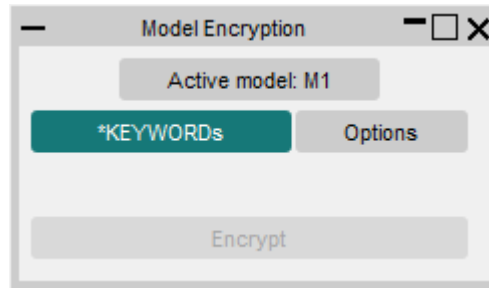 Model Encryption
Active model: M1
*KEYWORDs Options
Encrypt